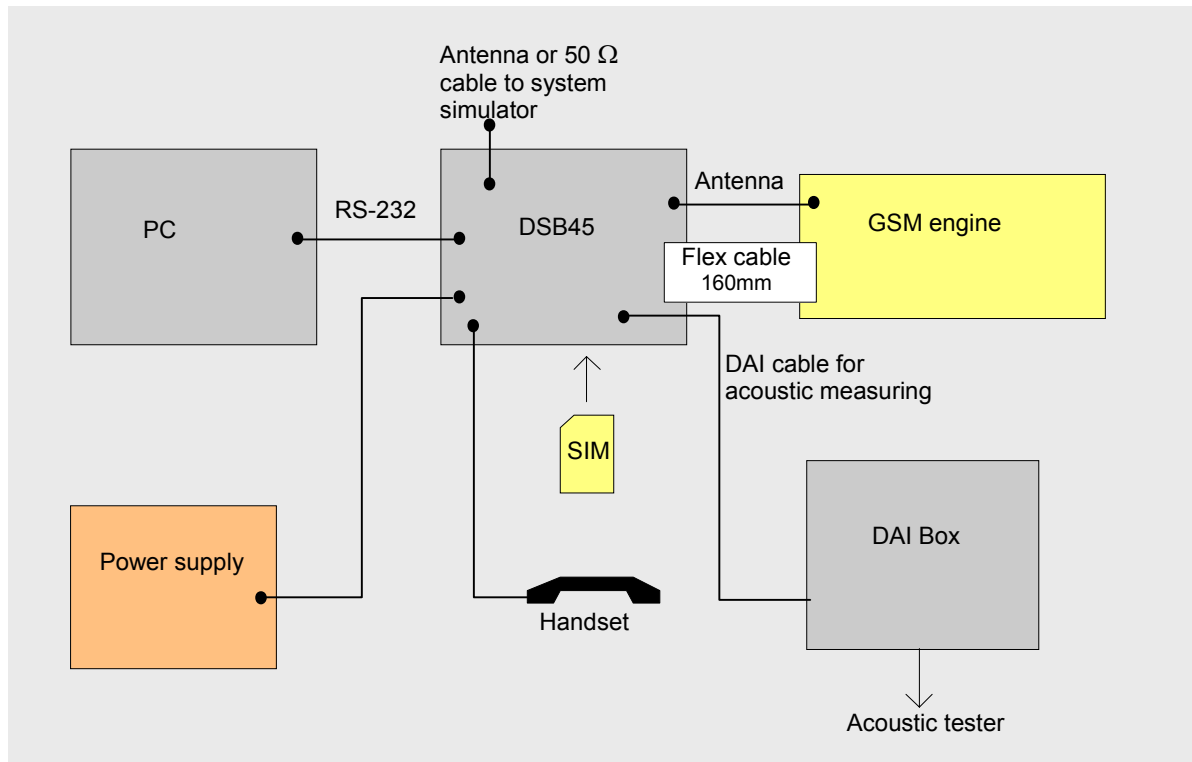 Antenna or 50 Ω
cable to system
simulator
PC
RS-232
DSB45
Antenna
GSM engine
Flex cable
160mm
DAI cable for
acoustic measuring
SIM
Power supply
Handset
DAI Box
Acoustic tester